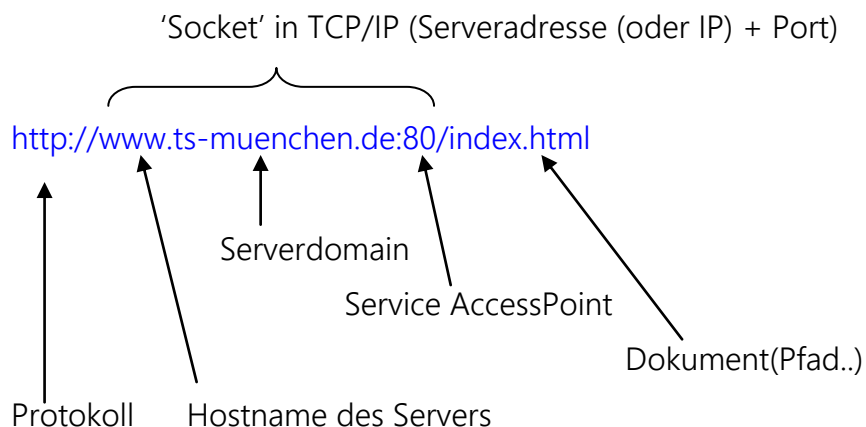 ‘Socket’ in TCP/IP (Serveradresse (oder IP) + Port)
http://www.ts-muenchen.de:80/index.html
Serverdomain
Service AccessPoint
Dokument(Pfad..)
Protokoll Hostname des Servers